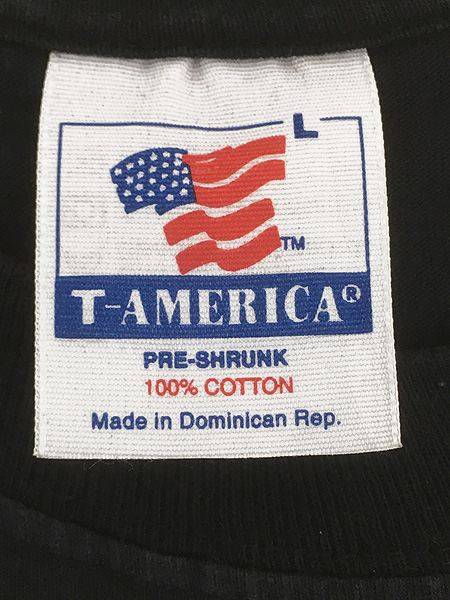 L
TM
T-AMERICA®
PRE-SHRUNK
100% COTTON
Made in Dominican Rep.